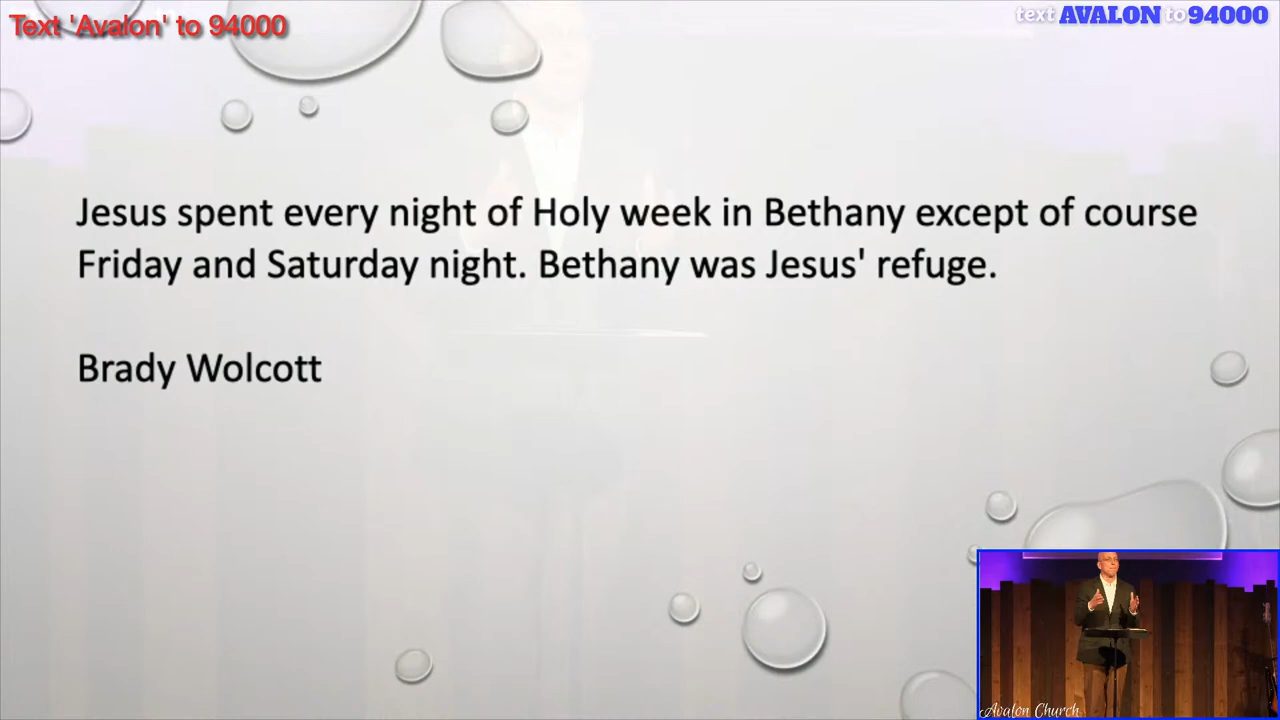 Text 'Avalon' to 94000
text AVALON to 94000
Jesus spent every night of Holy week in Bethany except of course
Friday and Saturday night. Bethany was Jesus' refuge.
Brady Wolcott
Avalon Church